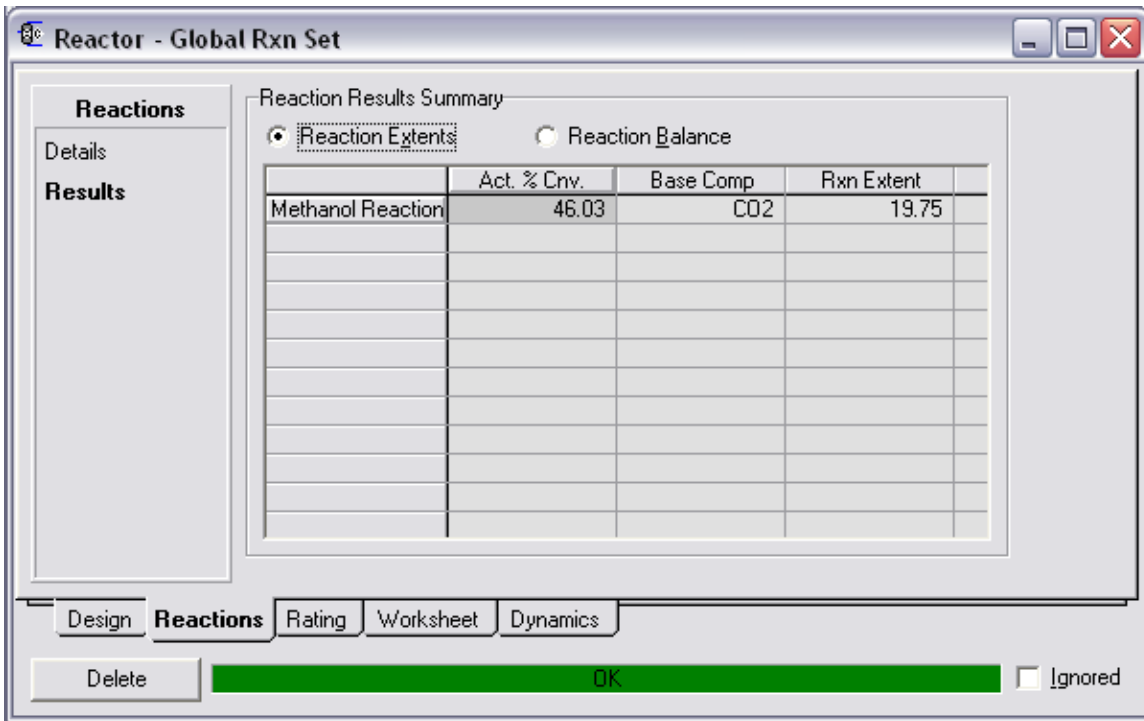 Reactor - Global Rxn Set
Reactions
Details
Results
Reaction Results Summary
Reaction Extents Reaction Balance
Act. % Cnv. Base Comp Rxn Extent
Methanol Reaction 46.03 CO2 19.75
Design Reactions Rating Worksheet Dynamics
Delete OK Ignored